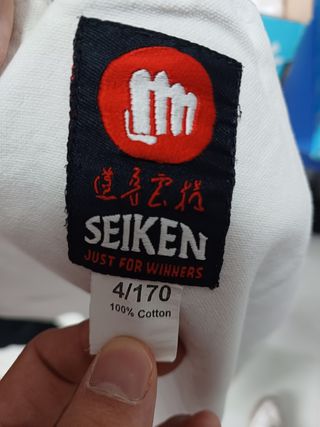 SEIKEN
JUST FOR WINNERS
4/170
100% Cotton